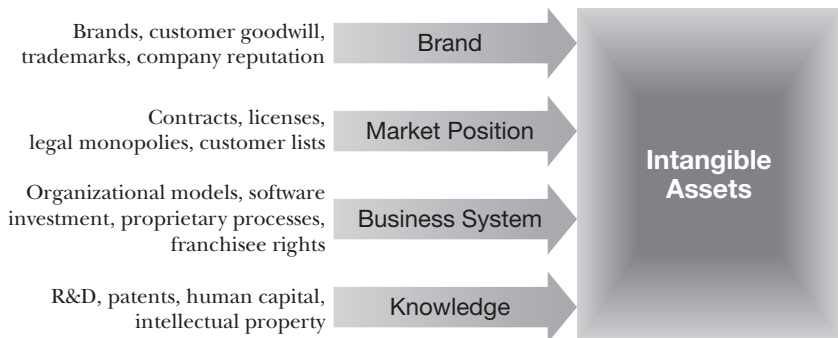 Brands, customer goodwill,
trademarks, company reputation
Brand
Contracts, licenses,
legal monopolies, customer lists
Market Position
Organizational models, software
investment, proprietary processes,
franchisee rights
Business System
R&D, patents, human capital,
intellectual property
Knowledge
Intangible
Assets